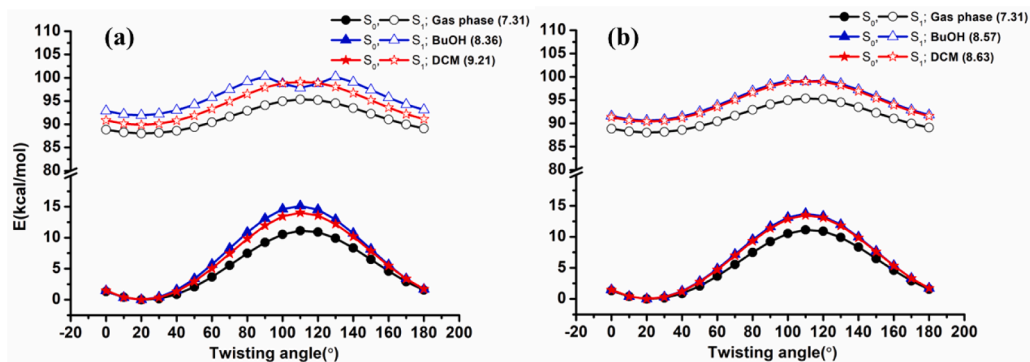 (a)
S0, S1; Gas phase (7.31)
S0, S1; BuOH (8.36)
S0, S1; DCM (9.21)
E(kcal/mol)
110
105
100
95
90
85
80
15
10
5
0
-20 0 20 40 60 80 100 120 140 160 180 200
Twisting angle(°)
(b)
S0, S1; Gas phase (7.31)
S0, S1; BuOH (8.57)
S0, S1; DCM (8.63)
110
105
100
95
90
85
80
15
10
5
0
-20 0 20 40 60 80 100 120 140 160 180 200
Twisting angle(°)